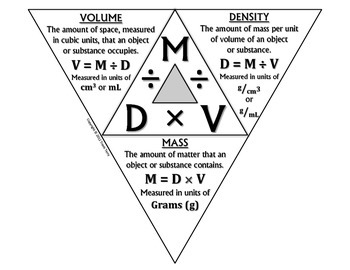 VOLUME
The amount of space, measured
in cubic units, that an object
or substance occupies.
V = M ÷ D
Measured in units of
cm³ or mL
DENSITY
The amount of mass per unit
of volume of an object
or substance.
D = M ÷ V
Measured in units
of
g/cm³
or
g/mL
M
÷ ÷
D × V
MASS
The amount of matter that an
object or substance contains.
M = D × V
Measured in units of
Grams (g)